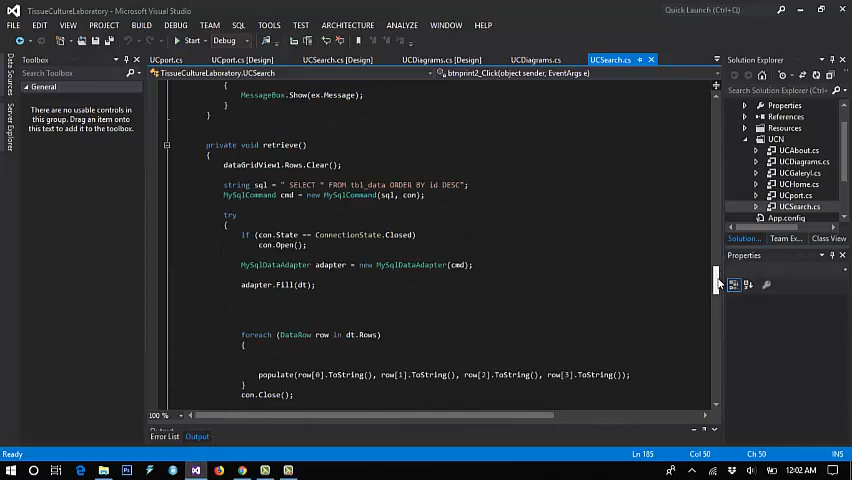 TissueCultureLaboratory - Microsoft Visual Studio
Quick Launch (Ctrl+Q)
FILE EDIT VIEW PROJECT BUILD DEBUG TEAM SQL TOOLS TEST ARCHITECTURE ANALYZE WINDOW HELP
Start Debug
Toolbox
Search Toolbox
General
There are no usable controls in
this group. Drag an item onto
this text to add it to the toolbox.
Data Sources
Server Explorer
UCport.cs UCport.cs [Design] UCSearch.cs [Design] UCDiagrams.cs [Design] UCDiagrams.cs UCSearch.cs
TissueCultureLaboratory.UCSearch btnprint2_Click(object sender, EventArgs e)
{
MessageBox.Show(ex.Message);
}
}
private void retrieve()
{
dataGridView1.Rows.Clear();
string sql = " SELECT * FROM tbl_data ORDER BY id DESC";
MySqlCommand cmd = new MySqlCommand(sql, con);
try
{
if (con.State == ConnectionState.Closed)
con.Open();
MySqlDataAdapter adapter = new MySqlDataAdapter(cmd);
adapter.Fill(dt);
foreach (DataRow row in dt.Rows)
{
populate(row[0].ToString(), row[1].ToString(), row[2].ToString(), row[3].ToString());
}
con.Close();
100 %
Output
Error List Output
Solution Explorer
Search Solution Explorer
Properties
References
Resources
UCN
UCAbout.cs
UCDiagrams.cs
UCGaleryI.cs
UCHome.cs
UCport.cs
UCSearch.cs
App.config
Solution... Team Ex... Class View
Properties
Ready Ln 185 Col 50 Ch 50 INS
12:02 AM